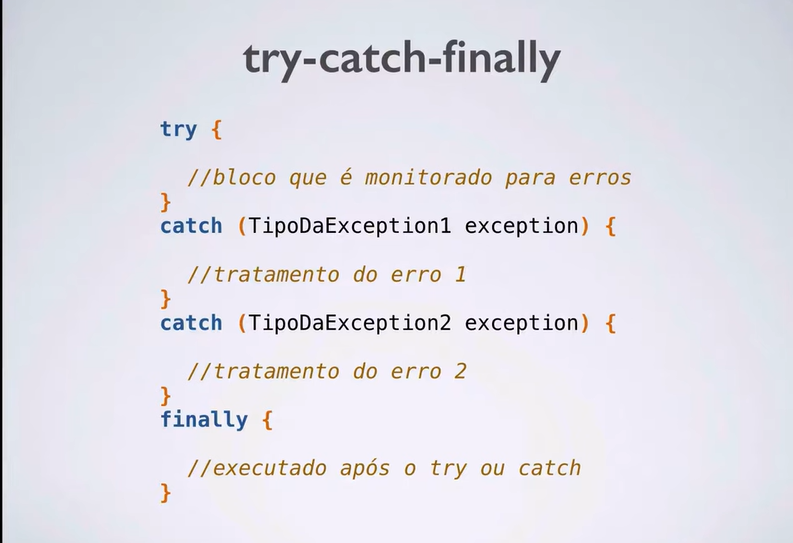 try-catch-finally
try {
//bloco que é monitorado para erros
}
catch (TipoDaException1 exception) {
//tratamento do erro 1
}
catch (TipoDaException2 exception) {
//tratamento do erro 2
}
finally {
//executado após o try ou catch
}